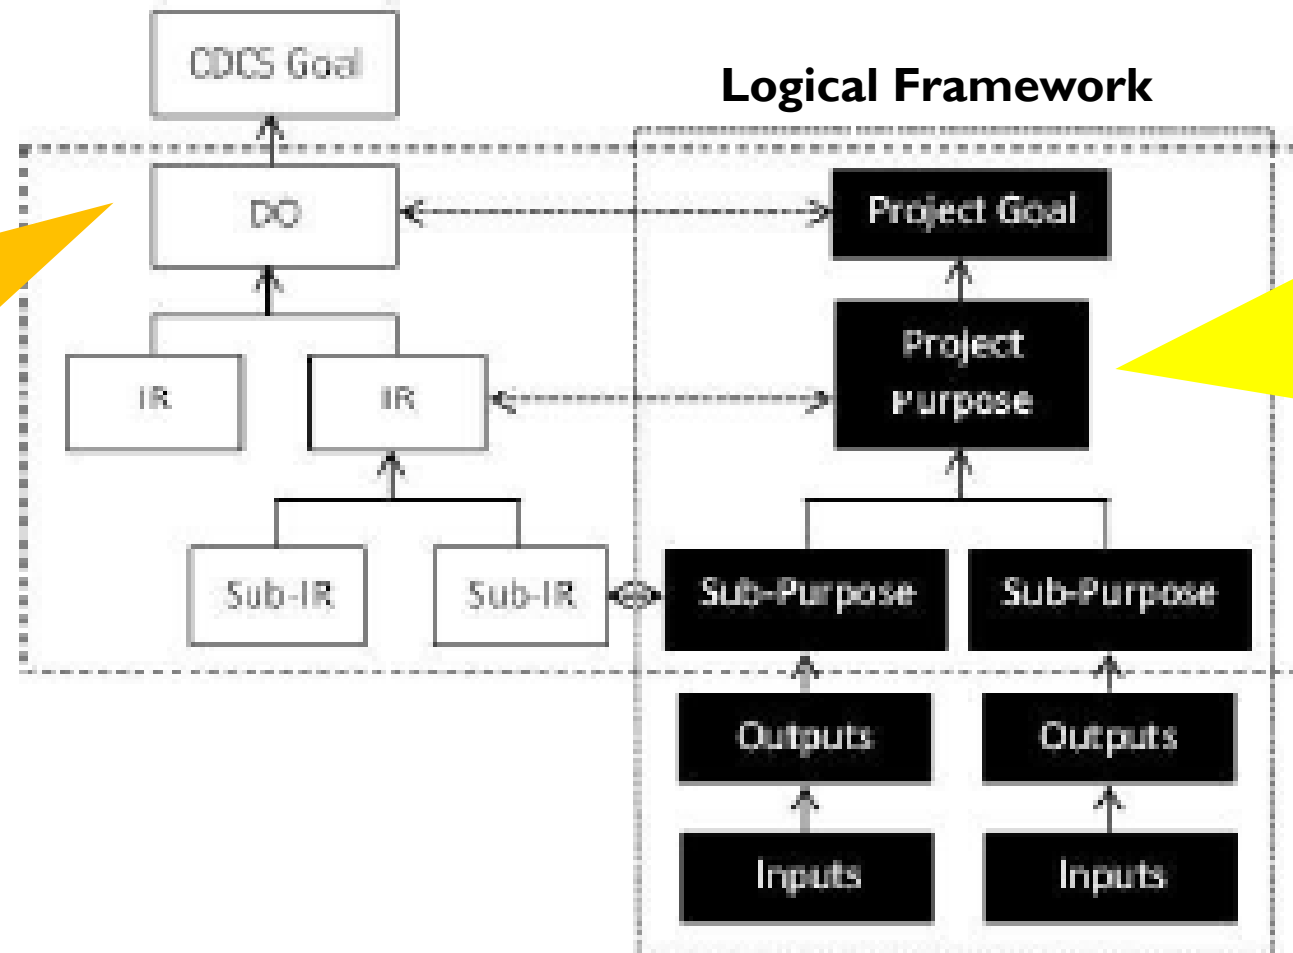 CDCS Goal
Logical Framework
DO
Project Goal
IR
IR
Project
Purpose
Sub-IR
Sub-IR
Sub-Purpose
Sub-Purpose
Outputs
Outputs
Inputs
Inputs